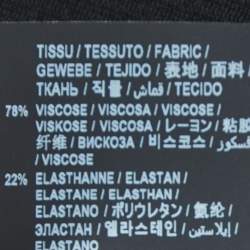 TISSU / TESSUTO / FABRIC /
GEWEBE / TEJIDO / 表地 / 面料 /
ТКАНЬ / 직물 / قماش / TECIDO
78% VISCOSE / VISCOSA / VISCOSE /
VISKOSE / VISCOSA / レーヨン / 粘胶
纤维 / ВИСКОЗА / 비스코스 /
/ VISCOSE
22% ELASTHANNE / ELASTAN /
ELASTANE / ELASTHAN /
ELASTANO / ポリウレタン / 氨纶 /
ЭЛАСТАН / 엘라스테인 / إيلاستين /
ELASTANO